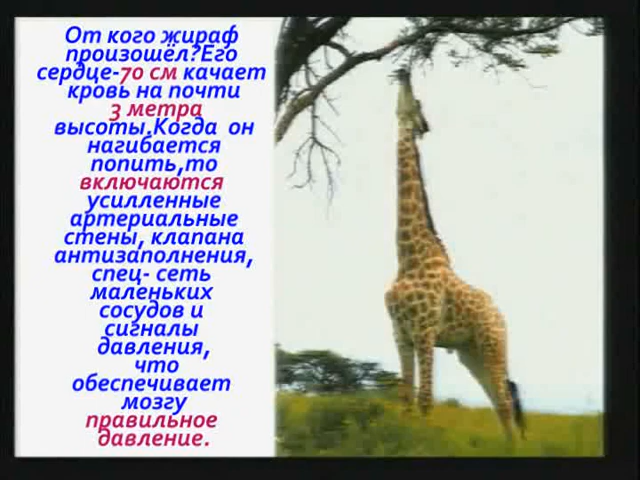 От кого жираф
произошёл?Его
сердце-70 см качает
кровь на почти
3 метра
высоты.Когда он
нагибается
попить,то
включаются
усилленные
артериальные
стены, клапана
антизаполнения,
спец- сеть
маленьких
сосудов и
сигналы
давления,
что
обеспечивает
мозгу
правильное
давление.